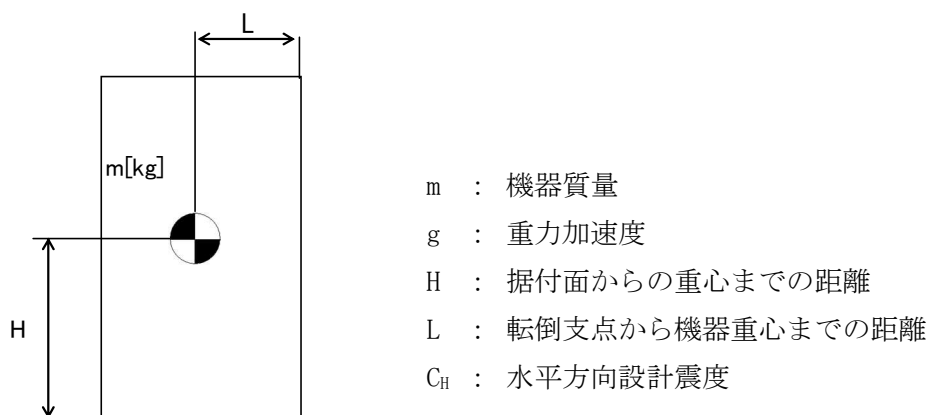 L
m[kg]
H
m : 機器質量
g : 重力加速度
H : 据付面からの重心までの距離
L : 転倒支点から機器重心までの距離
CH : 水平方向設計震度